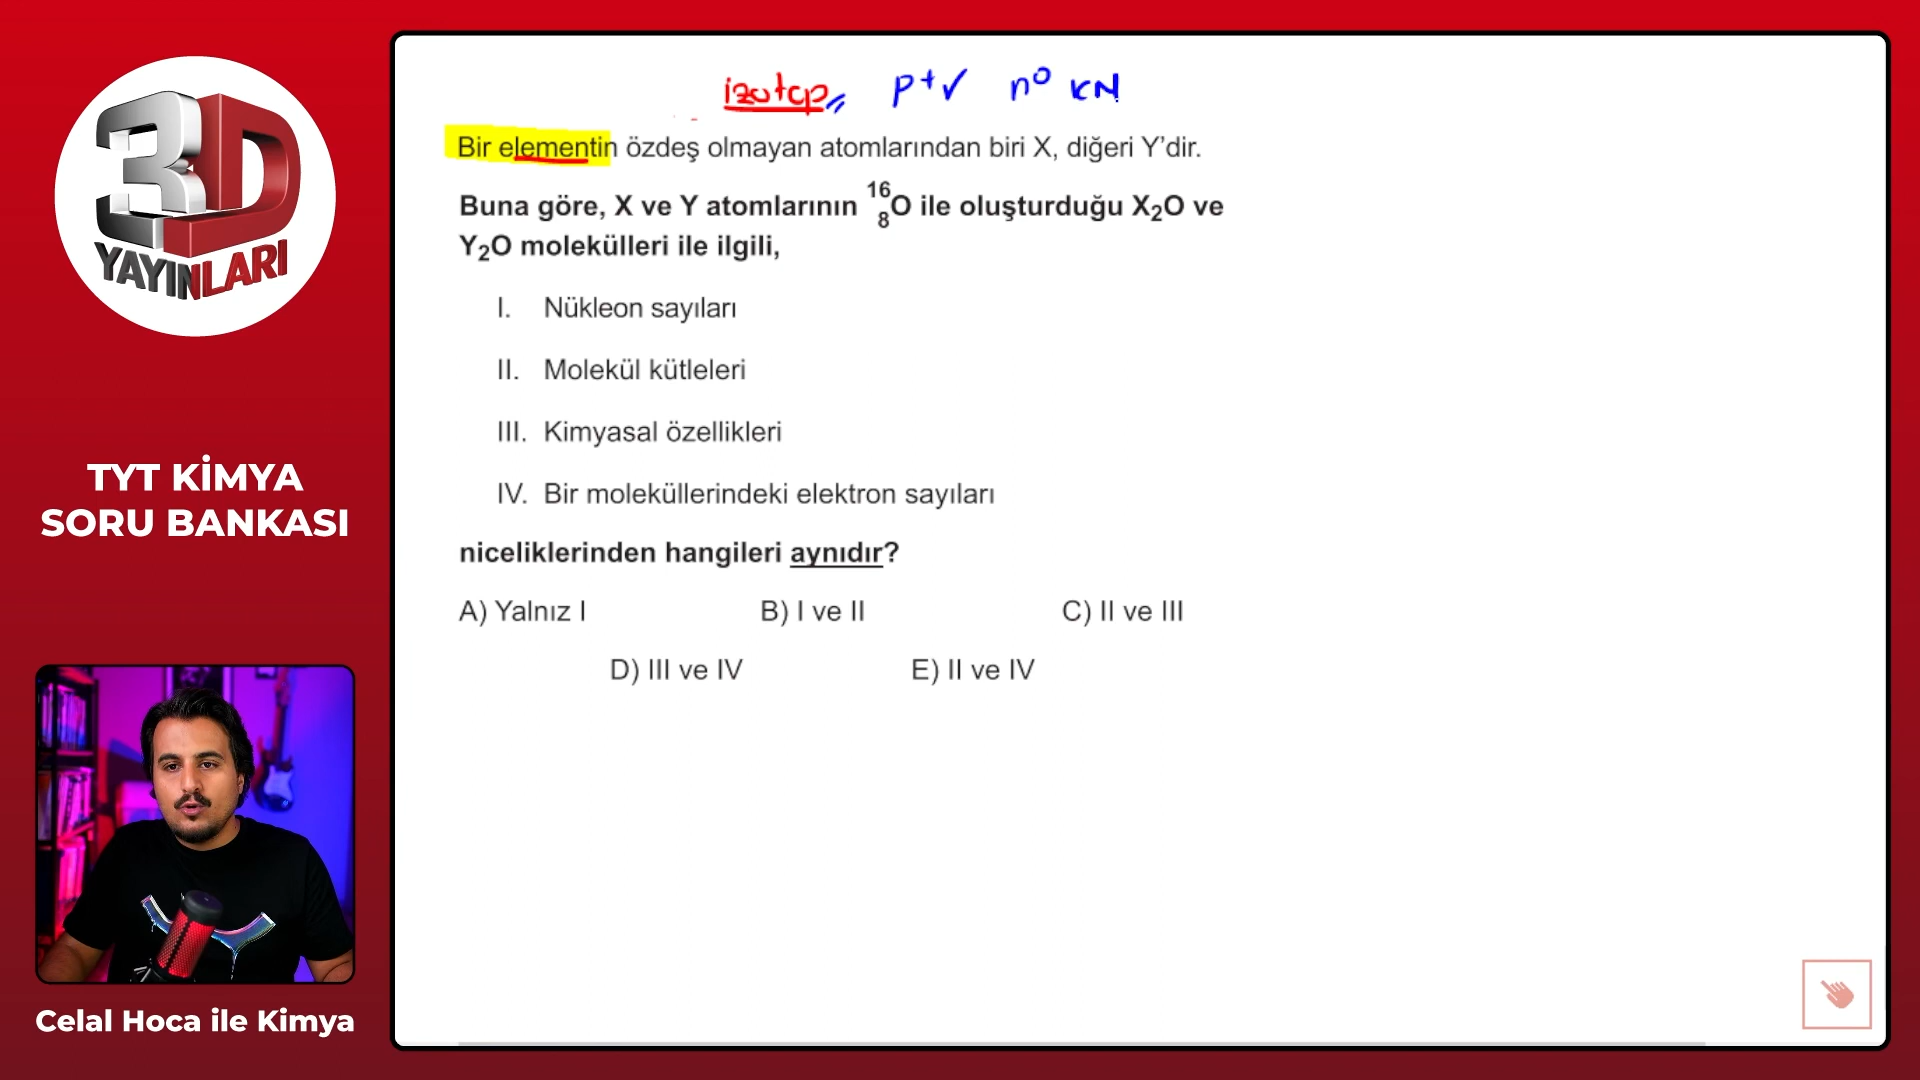 3D
YAYINLARI
TYT KİMYA
SORU BANKASI
Celal Hoca ile Kimya
izotop p+✓ n⁰ KN
Bir elementin özdeş olmayan atomlarından biri X, diğeri Y’dir.
Buna göre, X ve Y atomlarının ¹⁶₈O ile oluşturduğu X₂O ve
Y₂O molekülleri ile ilgili,
I. Nükleon sayıları
II. Molekül kütleleri
III. Kimyasal özellikleri
IV. Bir moleküllerindeki elektron sayıları
niceliklerinden hangileri aynıdır?
A) Yalnız I B) I ve II C) II ve III
D) III ve IV E) II ve IV